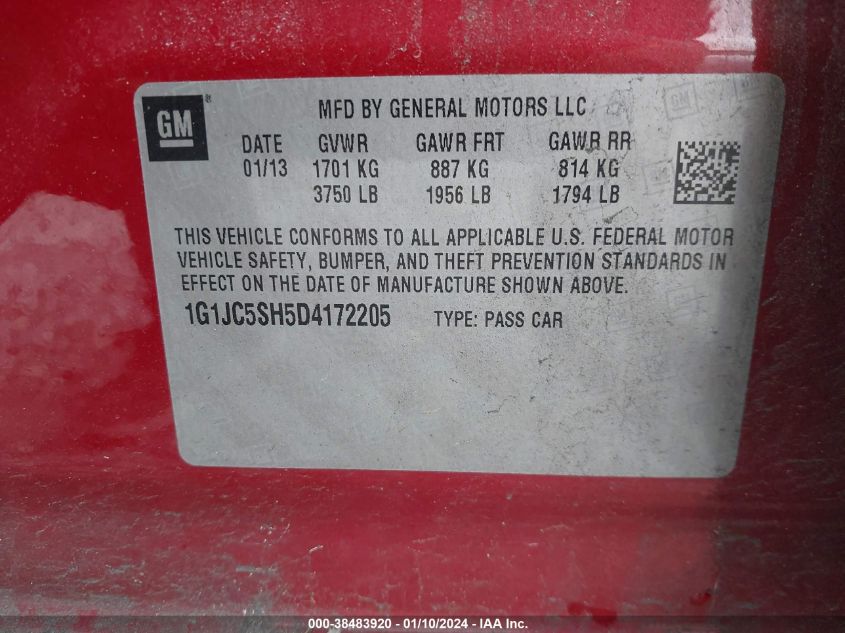 GM®
MFD BY GENERAL MOTORS LLC
DATE GVWR GAWR FRT GAWR RR
01/13 1701 KG 887 KG 814 KG
3750 LB 1956 LB 1794 LB
THIS VEHICLE CONFORMS TO ALL APPLICABLE U.S. FEDERAL MOTOR
VEHICLE SAFETY, BUMPER, AND THEFT PREVENTION STANDARDS IN
EFFECT ON THE DATE OF MANUFACTURE SHOWN ABOVE.
1G1JC5SH5D4172205 TYPE: PASS CAR
000-38483920 - 01/10/2024 - IAA Inc.